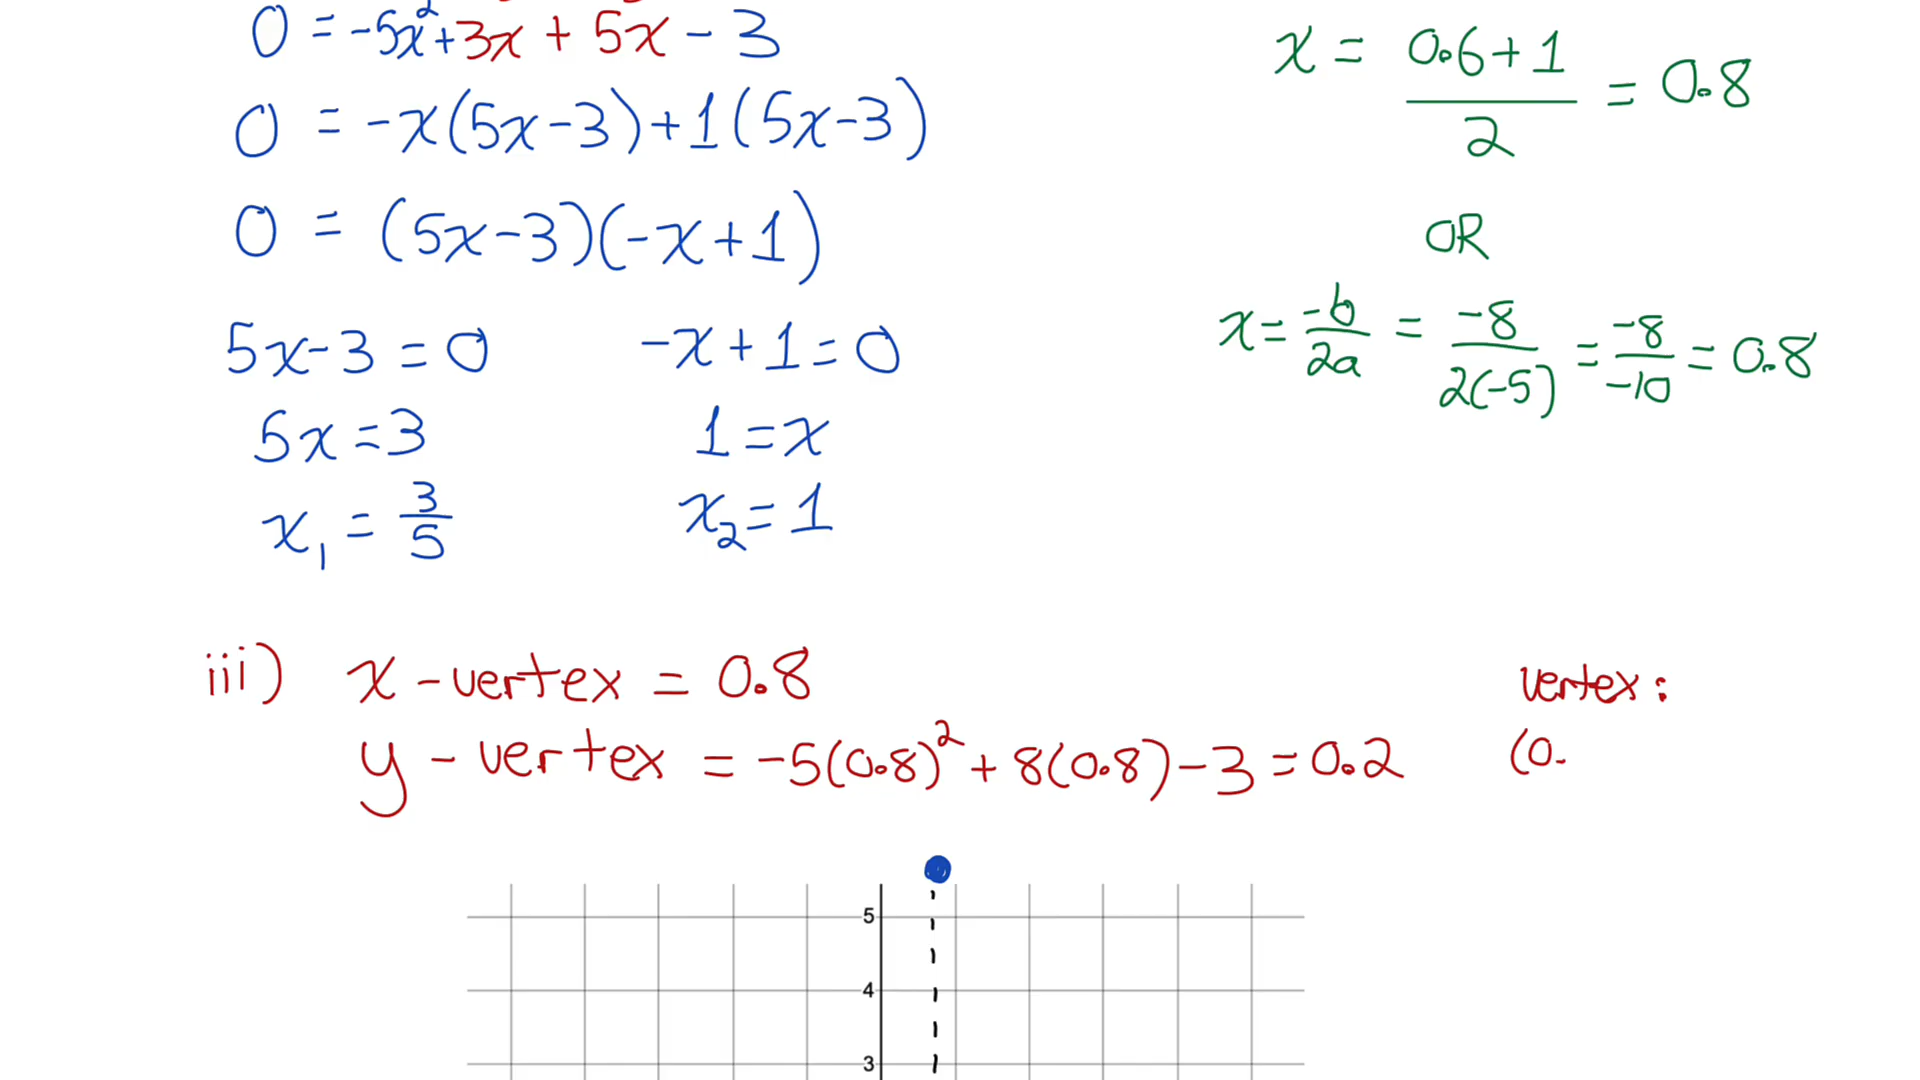 0 = -5x²+3x + 5x - 3
0 = -x(5x-3)+1(5x-3)
0 = (5x-3)(-x+1)
5x-3=0 -x+1=0
5x=3 1=x
x₁ = 3/5 x₂=1
x = (0.6+1)/2 = 0.8
OR
x= -b/2a = -8/2(-5) = -8/-10 = 0.8
iii) x-vertex = 0.8
y-vertex = -5(0.8)²+8(0.8)-3=0.2
vertex:
(0.
5
4
3